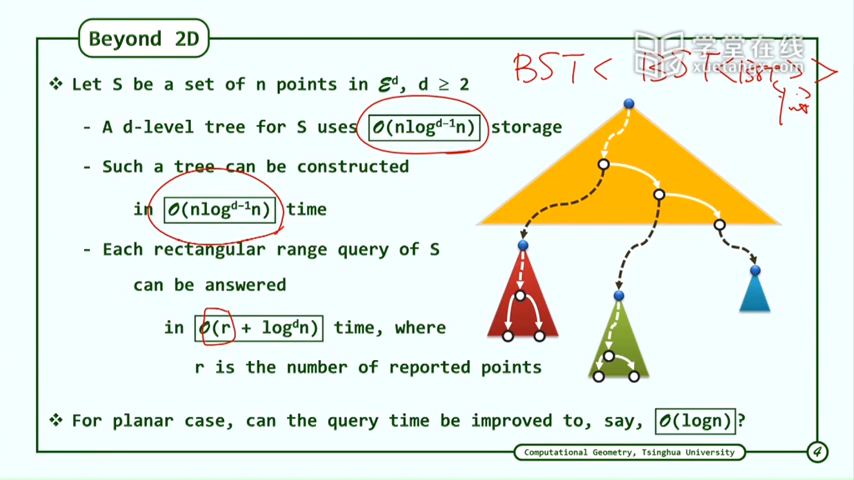 Beyond 2D
BST< BST<BST< > >
学堂在线
xuetangx.com
❖ Let S be a set of n points in ℰᵈ, d ≥ 2
- A d-level tree for S uses O(nlogᵈ⁻¹n) storage
- Such a tree can be constructed
in O(nlogᵈ⁻¹n) time
- Each rectangular range query of S
can be answered
in O(r + logᵈn) time, where
r is the number of reported points
❖ For planar case, can the query time be improved to, say, O(logn)?
Computational Geometry, Tsinghua University
4